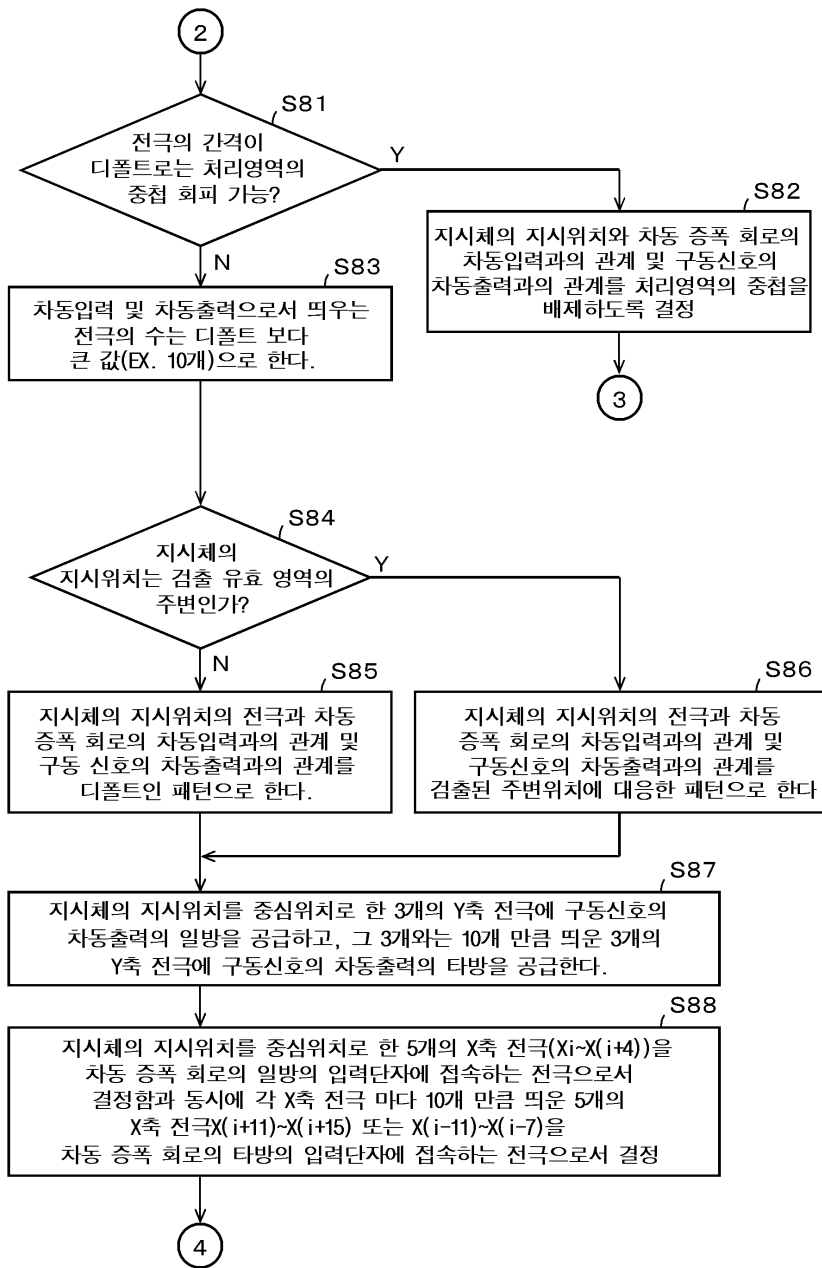 2
S81
전극의 간격이
디폴트로는 처리영역의
중첩 회피 가능?
Y
N
S82
지시체의 지시위치와 차동 증폭 회로의
차동입력과의 관계 및 구동신호의
차동출력과의 관계를 처리영역의 중첩을
배제하도록 결정
3
S83
차동입력 및 차동출력으로서 띄우는
전극의 수는 디폴트 보다
큰 값(EX. 10개)으로 한다.
S84
지시체의
지시위치는 검출 유효 영역의
주변인가?
Y
N
S85
지시체의 지시위치의 전극과 차동
증폭 회로의 차동입력과의 관계 및
구동 신호의 차동출력과의 관계를
디폴트인 패턴으로 한다.
S86
지시체의 지시위치의 전극과 차동
증폭 회로의 차동입력과의 관계 및
구동신호의 차동출력과의 관계를
검출된 주변위치에 대응한 패턴으로 한다
S87
지시체의 지시위치를 중심위치로 한 3개의 Y축 전극에 구동신호의
차동출력의 일방을 공급하고, 그 3개와는 10개 만큼 띄운 3개의
Y축 전극에 구동신호의 차동출력의 타방을 공급한다.
S88
지시체의 지시위치를 중심위치로 한 5개의 X축 전극(Xi~X(i+4))을
차동 증폭 회로의 일방의 입력단자에 접속하는 전극으로서
결정함과 동시에 각 X축 전극 마다 10개 만큼 띄운 5개의
X축 전극X(i+11)~X(i+15) 또는 X(i-11)~X(i-7)을
차동 증폭 회로의 타방의 입력단자에 접속하는 전극으로서 결정
4